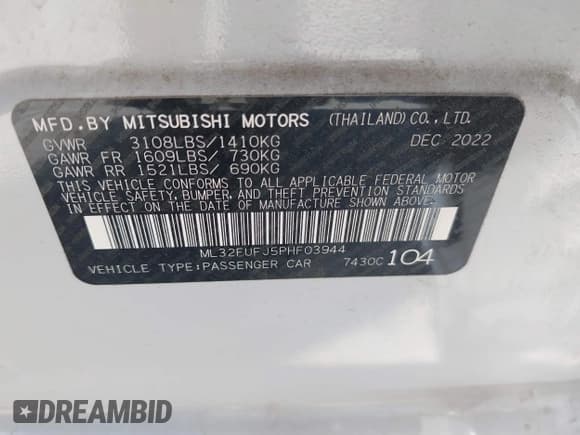 MFD.BY MITSUBISHI MOTORS (THAILAND)CO.,LTD.
GVWR 3108LBS/1410KG DEC 2022
GAWR FR 1609LBS/ 730KG
GAWR RR 1521LBS/ 690KG
THIS VEHICLE CONFORMS TO ALL APPLICABLE FEDERAL MOTOR
VEHICLE SAFETY,BUMPER,AND THEFT PREVENTION STANDARDS
IN EFFECT ON THE DATE OF MANUFACTURE SHOWN ABOVE.
ML32FUFJ5PHF03944
VEHICLE TYPE:PASSENGER CAR 7430C 104
DREAMBID